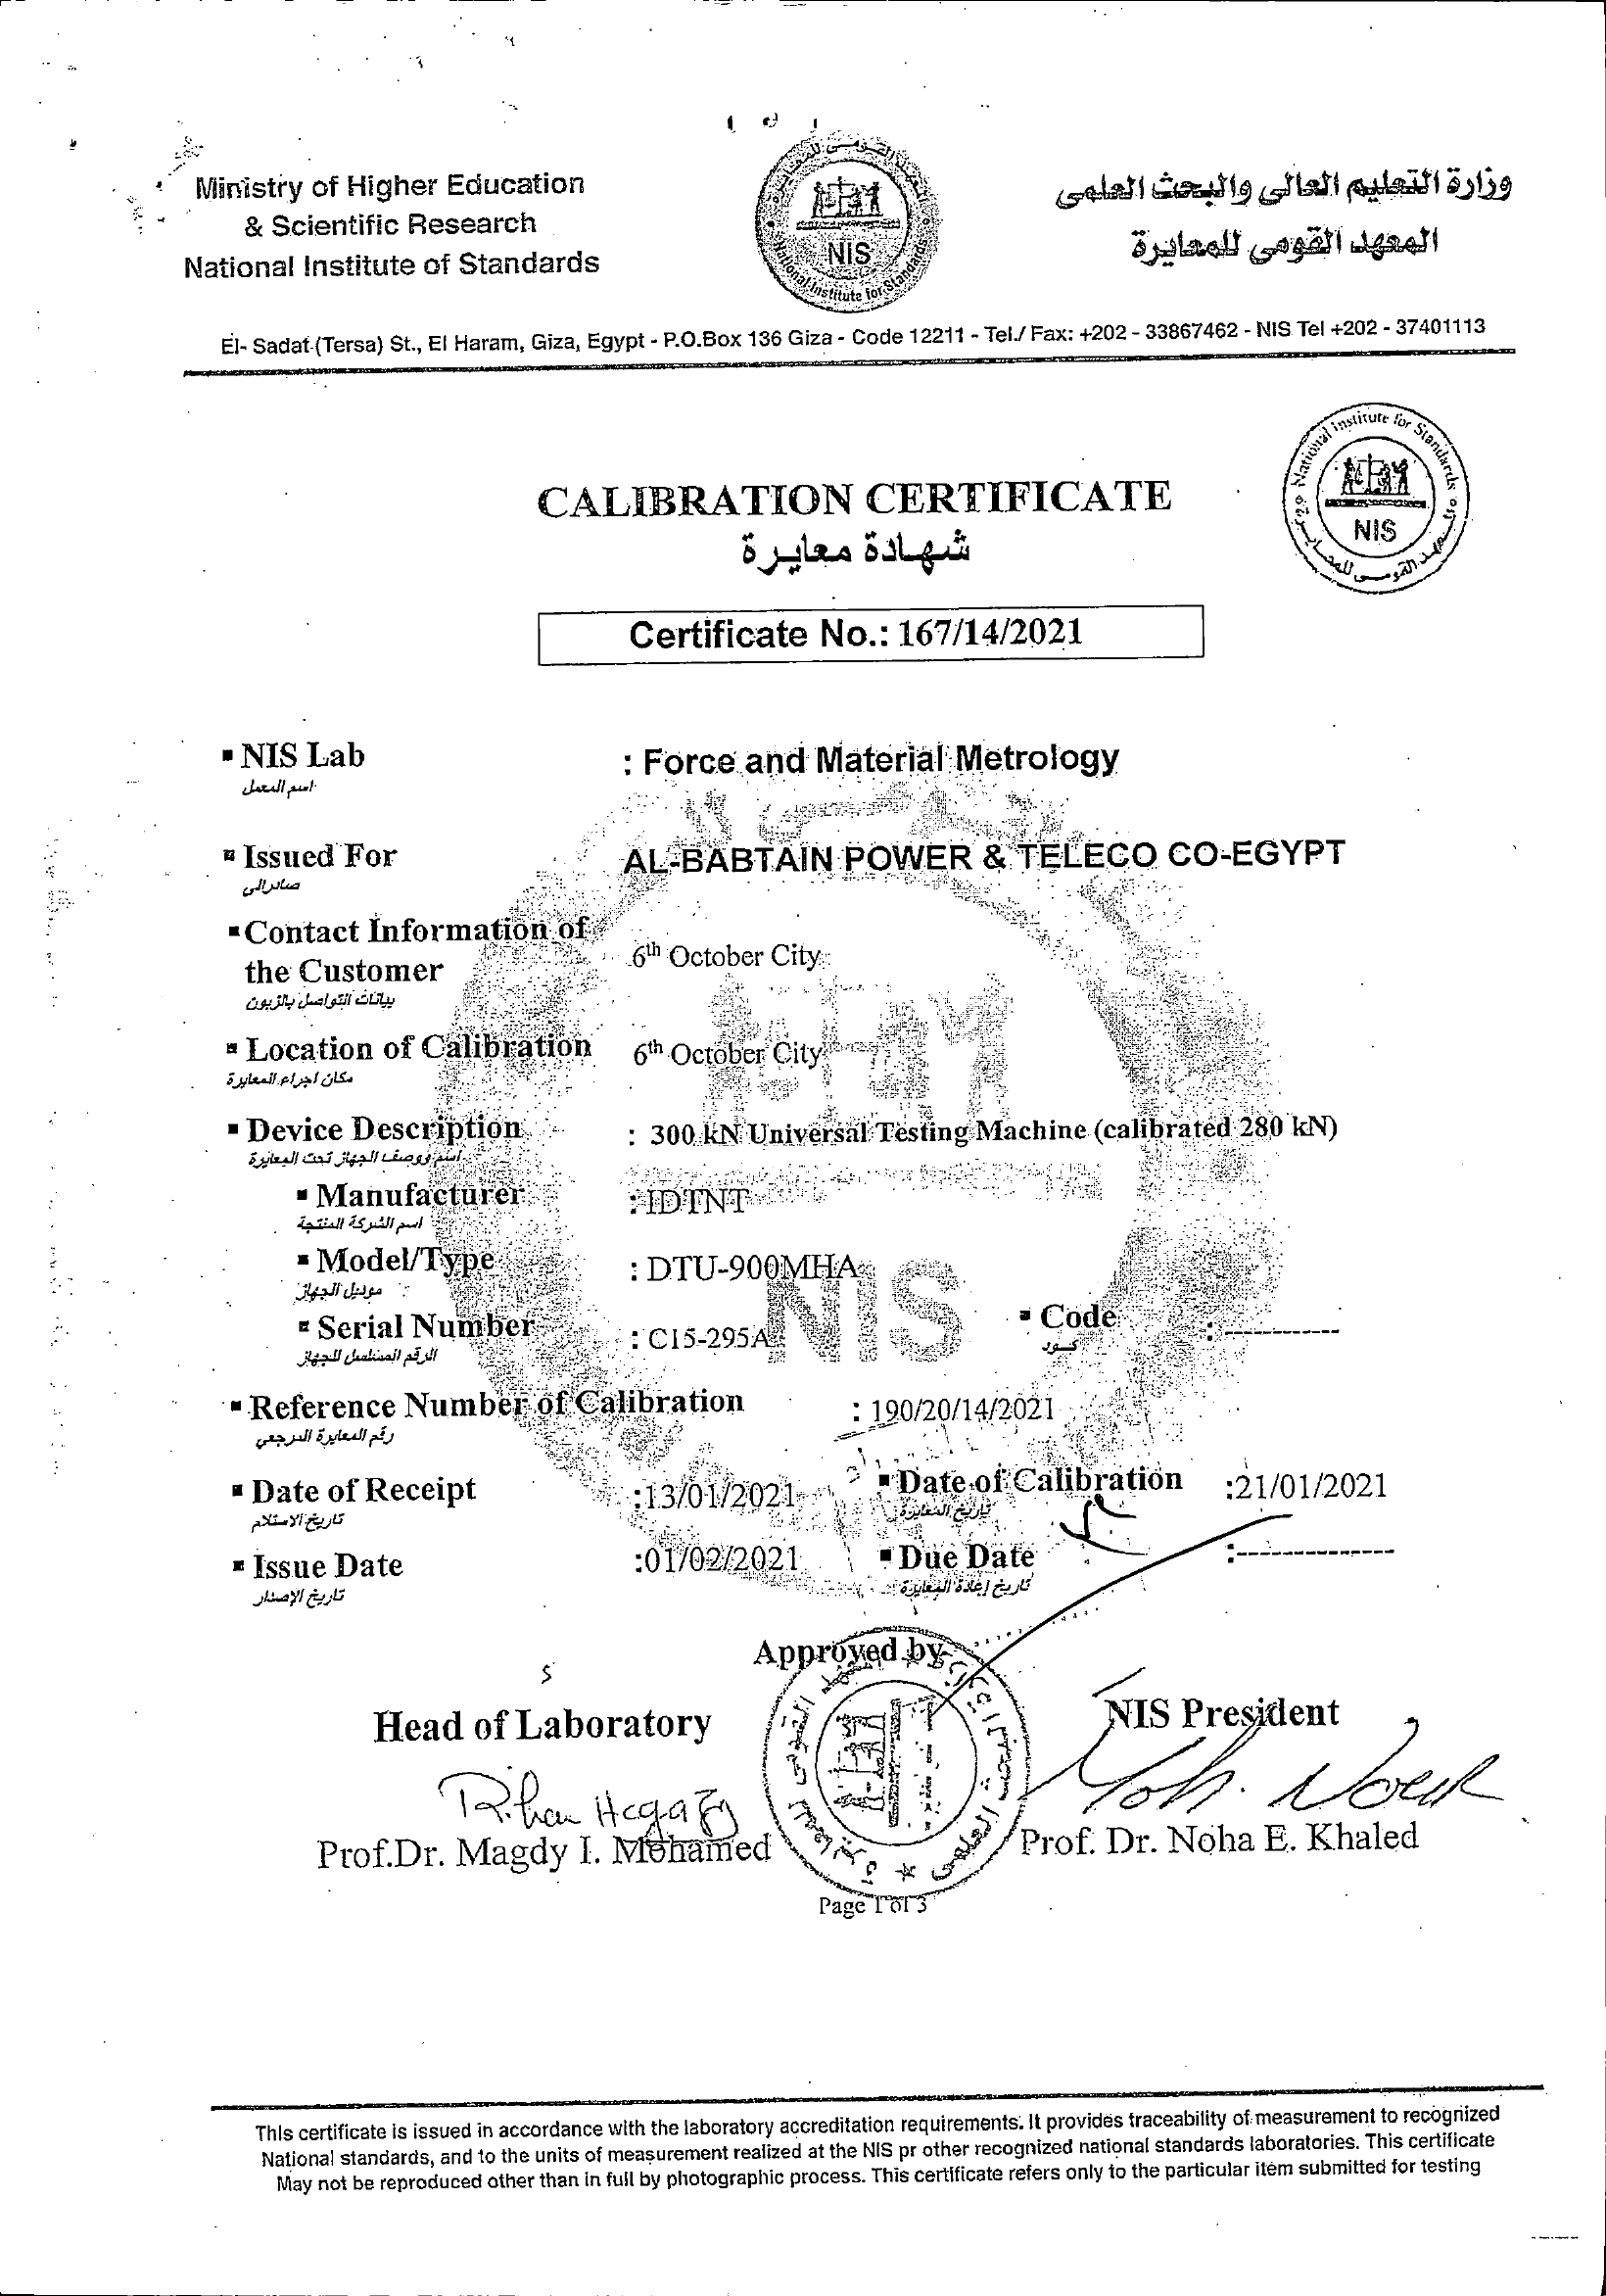 Ministry of Higher Education
& Scientific Research
National Institute of Standards
وزارة التعليم العالى والبحث العلمى
المعهد القومى للمعايرة
NIS
National Institute for Standards
El- Sadat (Tersa) St., El Haram, Giza, Egypt - P.O.Box 136 Giza - Code 12211 - Tel./ Fax: +202 - 33867462 - NIS Tel +202 - 37401113
National Institute for Standards
NIS
CALIBRATION CERTIFICATE
شهادة معايرة
Certificate No.: 167/14/2021
▪ NIS Lab : Force and Material Metrology
اسم المعمل
▪ Issued For AL-BABTAIN POWER & TELECO CO-EGYPT
صادر الى
▪ Contact Information of
the Customer 6th October City
بيانات التواصل بالزبون
▪ Location of Calibration 6th October City
مكان اجراء المعايرة
▪ Device Description : 300 kN Universal Testing Machine (calibrated 280 kN)
اسم ووصف الجهاز تحت المعايرة
▪ Manufacturer : IDTNT
اسم الشركة المنتجة
▪ Model/Type : DTU-900MHA
موديل الجهاز
▪ Serial Number : C15-295A ▪ Code :-----------
الرقم المسلسل للجهاز كود
NIS
▪ Reference Number of Calibration : 190/20/14/2021
رقم المعايرة المرجعي
▪ Date of Receipt :13/01/2021 ▪ Date of Calibration :21/01/2021
تاريخ الاستلام تاريخ المعايرة
▪ Issue Date :01/02/2021 ▪ Due Date :--------------
تاريخ الإصدار تاريخ إعادة المعايرة
Approved by
Head of Laboratory NIS President
Prof.Dr. Magdy I. Mohamed Prof. Dr. Noha E. Khaled
Page 1 of 3
This certificate is issued in accordance with the laboratory accreditation requirements. It provides traceability of measurement to recognized
National standards, and to the units of measurement realized at the NIS pr other recognized national standards laboratories. This certificate
May not be reproduced other than in full by photographic process. This certificate refers only to the particular item submitted for testing